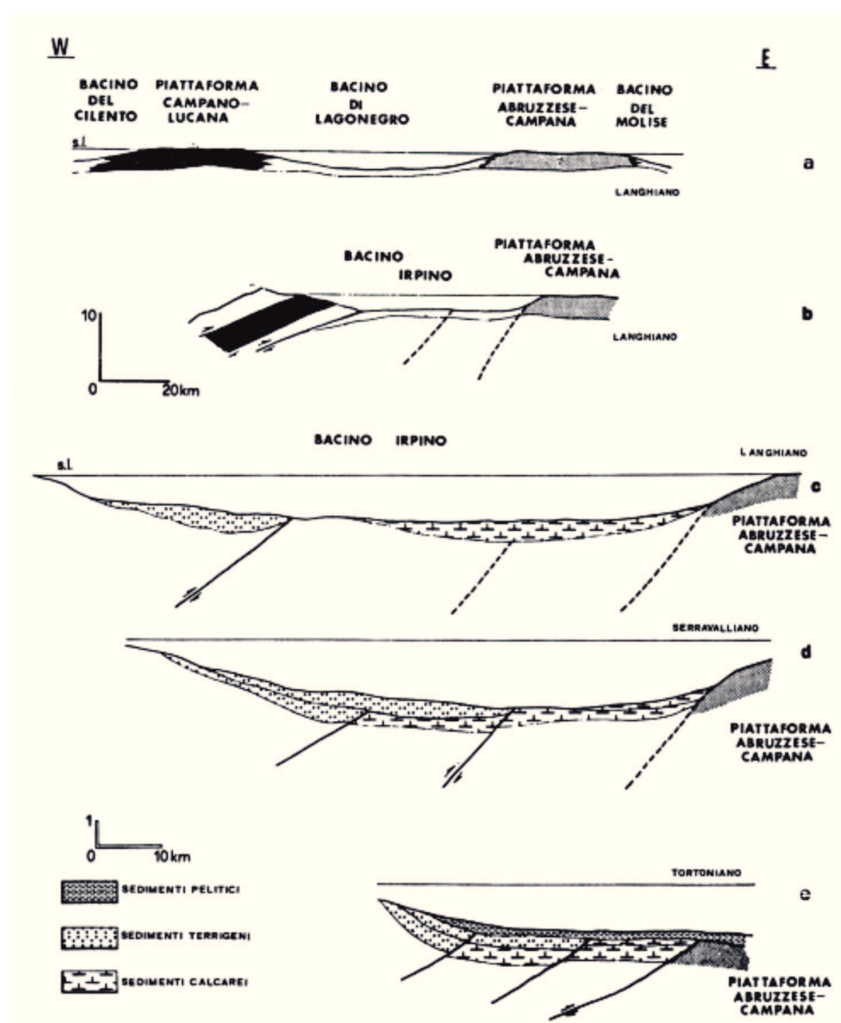 W
E
BACINO DEL CILENTO
PIATTAFORMA CAMPANO— LUCANA
BACINO DI LAGONEGRO
PIATTAFORMA ABRUZZESE— CAMPANA
BACINO DEL MOLISE
s.l.
a
LANGHIANO
BACINO IRPINO
PIATTAFORMA ABRUZZESE— CAMPANA
b
LANGHIANO
10
0
20km
BACINO IRPINO
LANGHIANO
s.l.
c
PIATTAFORMA
ABRUZZESE—
CAMPANA
SERRAVALLIANO
d
PIATTAFORMA
ABRUZZESE—
CAMPANA
1
0
10 km
TORTONIANO
e
SEDIMENTI PELITICI
SEDIMENTI TERRIGENI
SEDIMENTI CALCAREI
PIATTAFORMA
ABRUZZESE—
CAMPANA